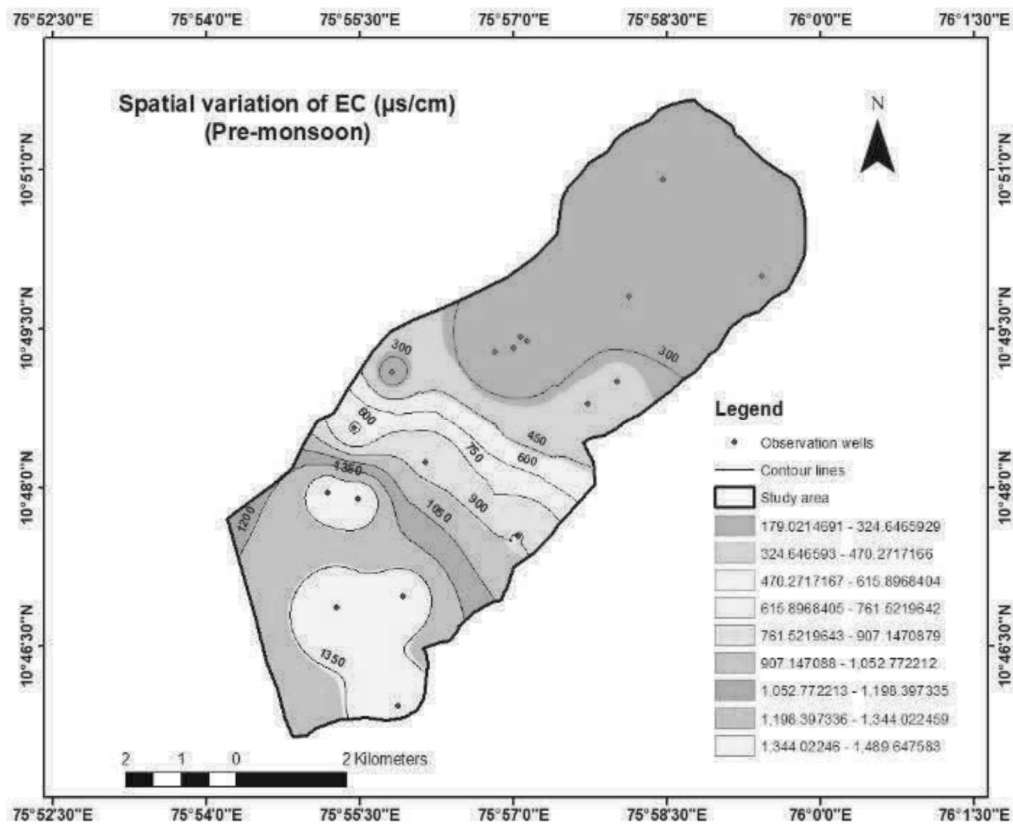 75°52'30"E 75°54'0"E 75°55'30"E 75°57'0"E 75°58'30"E 76°0'0"E 76°1'30"E
Spatial variation of EC (µs/cm)
(Pre-monsoon)
N
10°51'0"N 10°51'0"N
10°49'30"N 10°49'30"N
300
300
450
600
600
750
900
1350
1050
1200
1350
10°48'0"N 10°48'0"N
10°46'30"N 10°46'30"N
Legend
Observation wells
Contour lines
Study area
179.0214691 - 324.6465929
324.646593 - 470.2717166
470.2717167 - 615.8968404
615.8968405 - 761.5219642
761.5219643 - 907.1470879
907.147088 - 1,052.772212
1,052.772213 - 1,198.397335
1,198.397336 - 1,344.022459
1,344.02246 - 1,489.647583
2 1 0 2 Kilometers
75°52'30"E 75°54'0"E 75°55'30"E 75°57'0"E 75°58'30"E 76°0'0"E 76°1'30"E